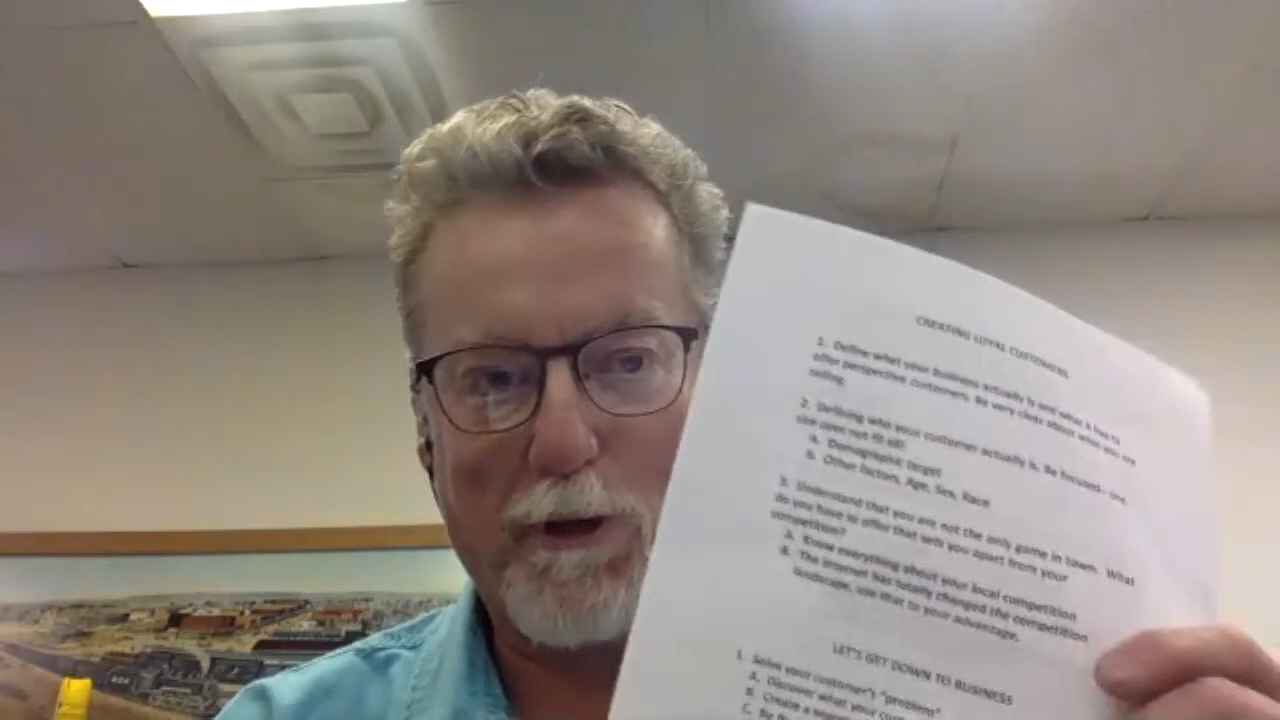 CREATING LOYAL CUSTOMERS
1. Define what your business actually is and what it has to
offer perspective customers. Be very clear about what you are
selling.
2. Defining who your customer actually is. Be focused- one
size does not fit all!
a. Demographic target
b. Other factors, Age, Sex, Race
3. Understand that you are not the only game in town. What
do you have to offer that sets you apart from your
competition?
A. Know everything about your local competition
B. The internet has totally changed the competition
landscape, use that to your advantage.
LET'S GET DOWN TO BUSINESS
1. Solve your customer's "problem"
A. Discover what your
B. Create a
C.